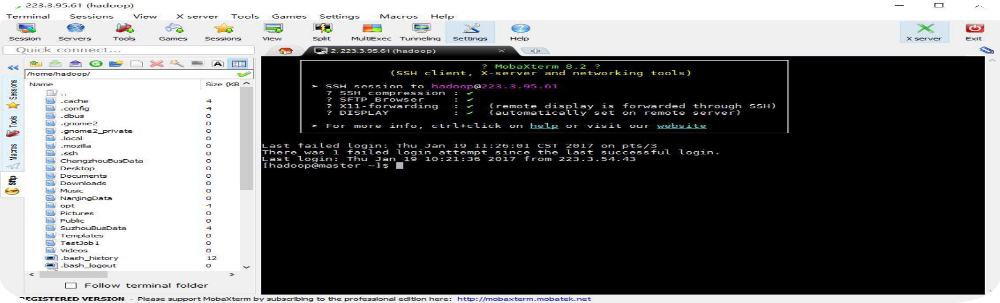 223.3.95.61 (hadoop)
Terminal Sessions View X server Tools Games Settings Macros Help
Session Servers Tools Games Sessions View Split MultiExec Tunneling Settings Help X server Exit
Quick connect...
2. 223.3.95.61 (hadoop)
/home/hadoop/
Name Size (KB
..
.cache 4
.config 4
.dbus 0
.gnome2 0
.gnome2_private 0
.local 0
.mozilla 0
.ssh 0
ChangzhouBusData 0
Desktop 0
Documents 0
Downloads 0
Music 0
NanjingData 0
opt 4
Pictures 0
Public 0
SuzhouBusData 4
Templates 0
TestJob1 0
Videos 0
.bash_history 12
.bash_logout 0
Follow terminal folder
Sessions
Tools
Macros
Sftp
? MobaXterm 8.2 ?
(SSH client, X-server and networking tools)
➤ SSH session to hadoop@223.3.95.61
? SSH compression : ✔
? SFTP Browser : ✔
? X11-forwarding : ✔ (remote display is forwarded through SSH)
? DISPLAY : ✔ (automatically set on remote server)
➤ For more info, ctrl+click on help or visit our website
Last failed login: Thu Jan 19 11:26:01 CST 2017 on pts/3
There was 1 failed login attempt since the last successful login.
Last login: Thu Jan 19 10:21:36 2017 from 223.3.54.43
[hadoop@master ~]$
EGISTERED VERSION - Please support MobaXterm by subscribing to the professional edition here: http://mobaxterm.mobatek.net